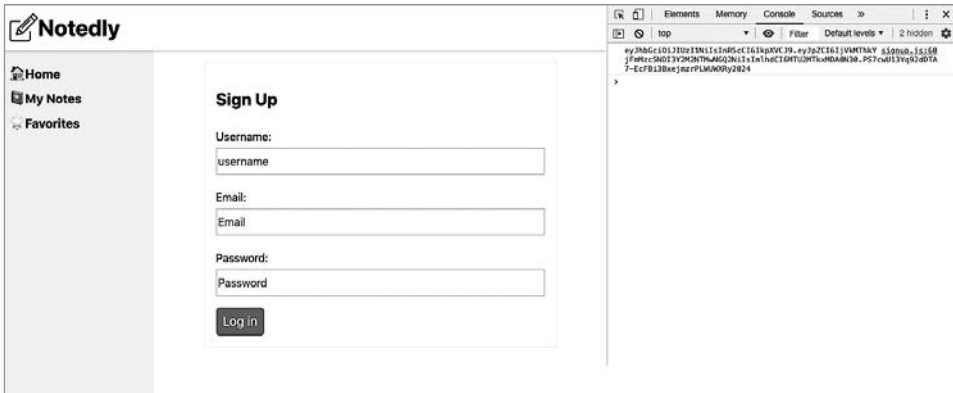 Notedly
Home
My Notes
Favorites
Sign Up
Username:
username
Email:
Email
Password:
Password
Log in
Elements Memory Console Sources »
top Filter Default levels ▼ 2 hidden
signup.js:60
>